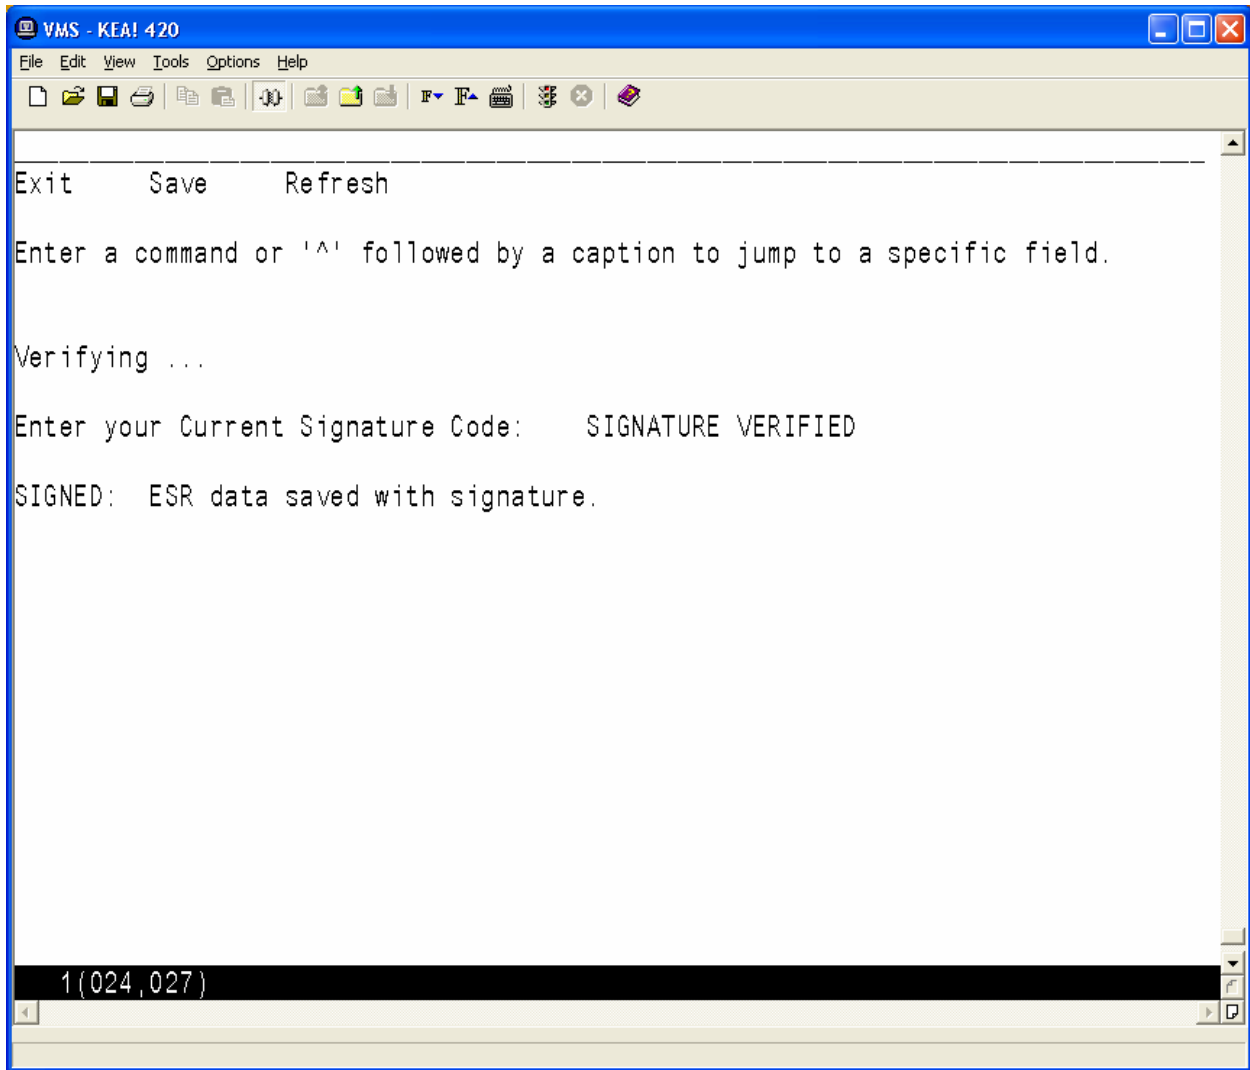 VMS - KEA! 420
File Edit View Tools Options Help
Exit Save Refresh
Enter a command or '^' followed by a caption to jump to a specific field.
Verifying ...
Enter your Current Signature Code: SIGNATURE VERIFIED
SIGNED: ESR data saved with signature.
1(024,027)